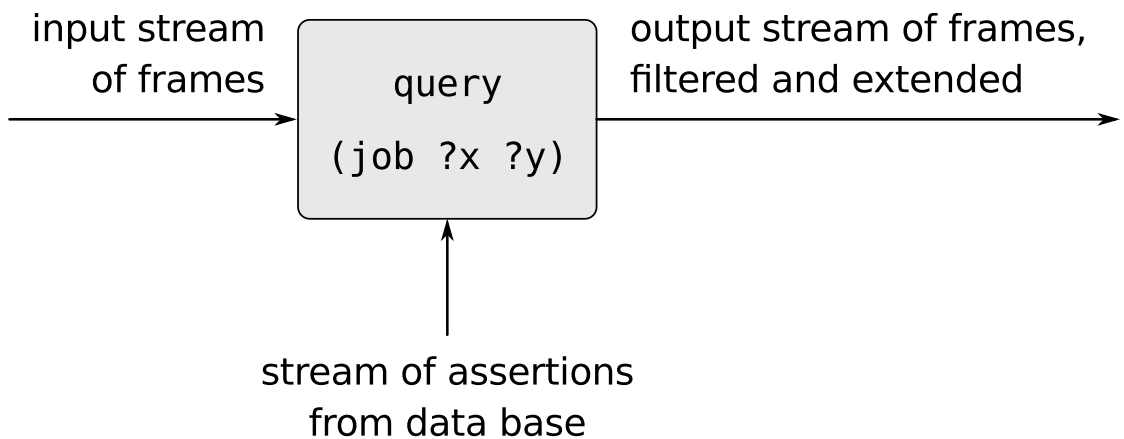 input stream
of frames
query
(job ?x ?y)
output stream of frames,
filtered and extended
stream of assertions
from data base